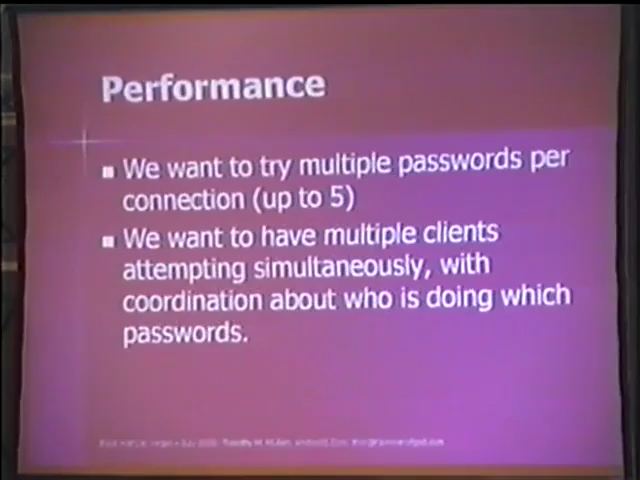 Performance
We want to try multiple passwords per
connection (up to 5)
We want to have multiple clients
attempting simultaneously, with
coordination about who is doing which
passwords.